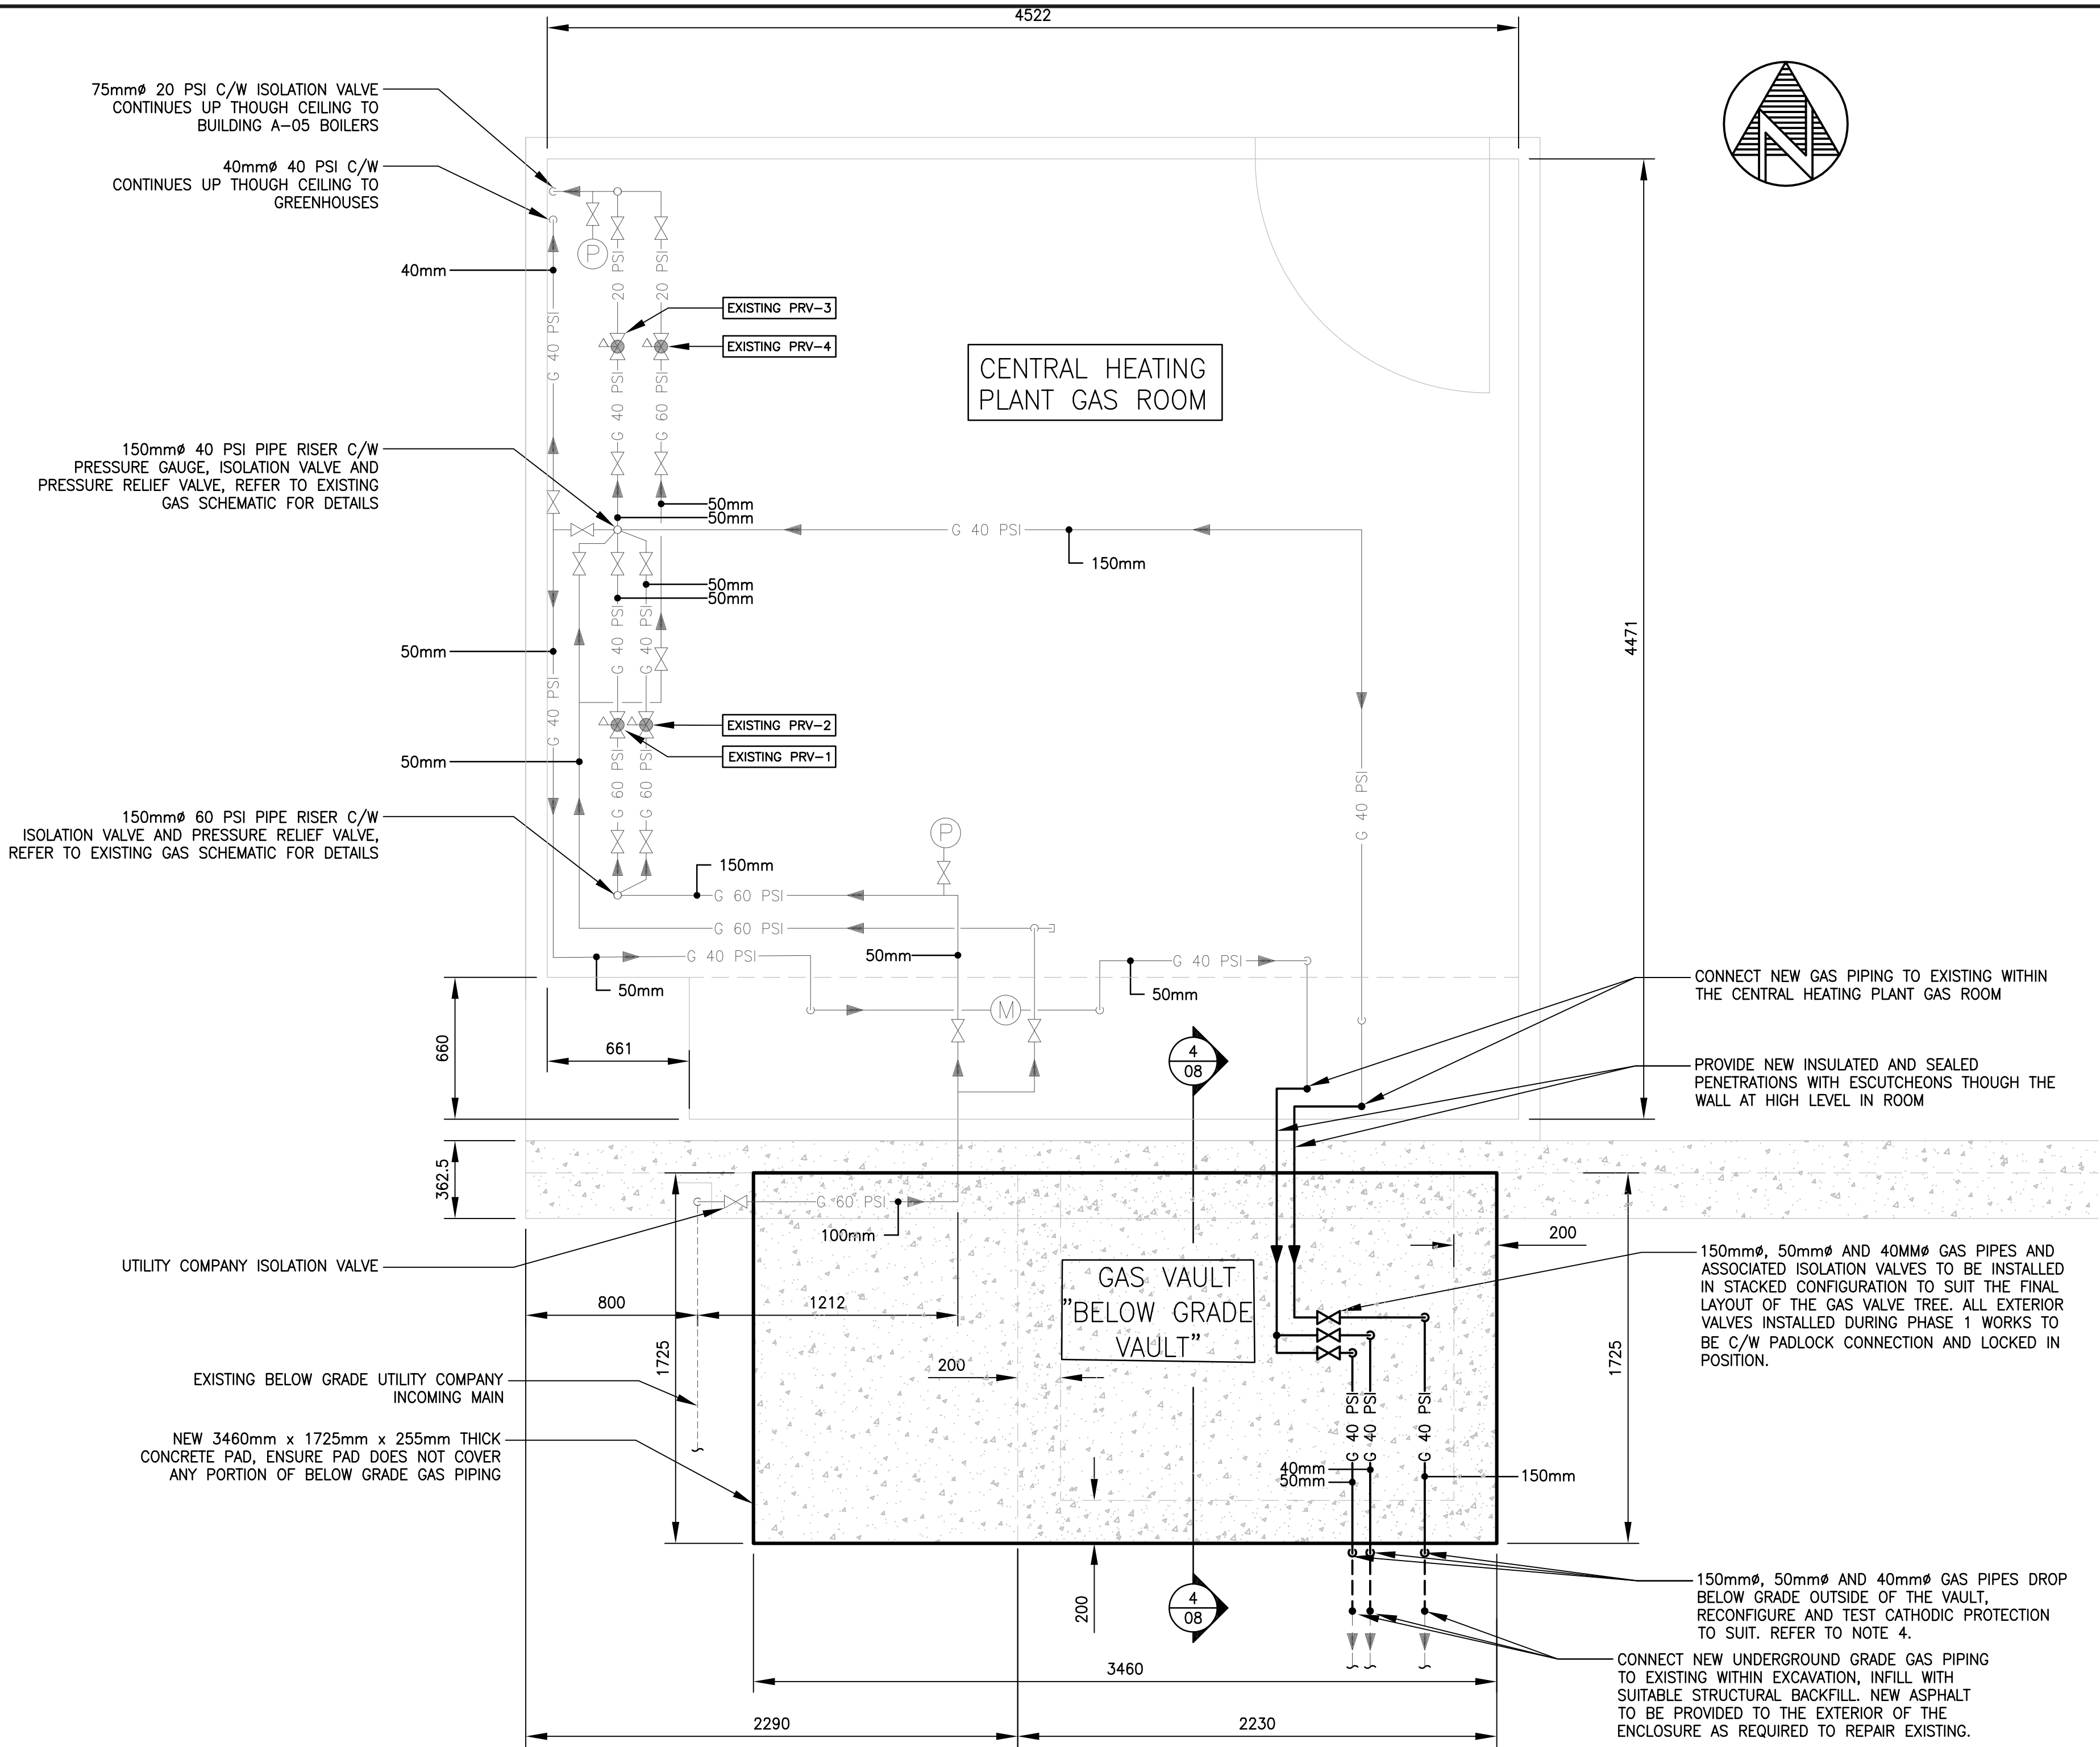 4522
75mmø 20 PSI C/W ISOLATION VALVE
CONTINUES UP THOUGH CEILING TO
BUILDING A-05 BOILERS
40mmø 40 PSI C/W
CONTINUES UP THOUGH CEILING TO
GREENHOUSES
N
P
40mm
20 PSI
20 PSI
EXISTING PRV-3
EXISTING PRV-4
G 40 PSI
G 40 PSI
G 60 PSI
CENTRAL HEATING
PLANT GAS ROOM
150mmø 40 PSI PIPE RISER C/W
PRESSURE GAUGE, ISOLATION VALVE AND
PRESSURE RELIEF VALVE, REFER TO EXISTING
GAS SCHEMATIC FOR DETAILS
50mm
50mm
G 40 PSI
150mm
50mm
50mm
G 40 PSI
G 40 PSI
4471
50mm
G 40 PSI
EXISTING PRV-2
EXISTING PRV-1
50mm
G 60 PSI
G 60 PSI
G 40 PSI
150mmø 60 PSI PIPE RISER C/W
ISOLATION VALVE AND PRESSURE RELIEF VALVE,
REFER TO EXISTING GAS SCHEMATIC FOR DETAILS
P
150mm
G 60 PSI
G 60 PSI
G 40 PSI
50mm
G 40 PSI
50mm
50mm
M
CONNECT NEW GAS PIPING TO EXISTING WITHIN
THE CENTRAL HEATING PLANT GAS ROOM
660
661
4
08
PROVIDE NEW INSULATED AND SEALED
PENETRATIONS WITH ESCUTCHEONS THOUGH THE
WALL AT HIGH LEVEL IN ROOM
362.5
G 60 PSI
100mm
200
UTILITY COMPANY ISOLATION VALVE
GAS VAULT
"BELOW GRADE
VAULT"
150mmø, 50mmø AND 40MMø GAS PIPES AND
ASSOCIATED ISOLATION VALVES TO BE INSTALLED
IN STACKED CONFIGURATION TO SUIT THE FINAL
LAYOUT OF THE GAS VALVE TREE. ALL EXTERIOR
VALVES INSTALLED DURING PHASE 1 WORKS TO
BE C/W PADLOCK CONNECTION AND LOCKED IN
POSITION.
800
1212
1725
200
1725
EXISTING BELOW GRADE UTILITY COMPANY
INCOMING MAIN
NEW 3460mm x 1725mm x 255mm THICK
CONCRETE PAD, ENSURE PAD DOES NOT COVER
ANY PORTION OF BELOW GRADE GAS PIPING
G 40 PSI
G 40 PSI
G 40 PSI
40mm
50mm
150mm
200
4
08
150mmø, 50mmø AND 40mmø GAS PIPES DROP
BELOW GRADE OUTSIDE OF THE VAULT,
RECONFIGURE AND TEST CATHODIC PROTECTION
TO SUIT. REFER TO NOTE 4.
CONNECT NEW UNDERGROUND GRADE GAS PIPING
TO EXISTING WITHIN EXCAVATION, INFILL WITH
SUITABLE STRUCTURAL BACKFILL. NEW ASPHALT
TO BE PROVIDED TO THE EXTERIOR OF THE
ENCLOSURE AS REQUIRED TO REPAIR EXISTING.
3460
2290
2230